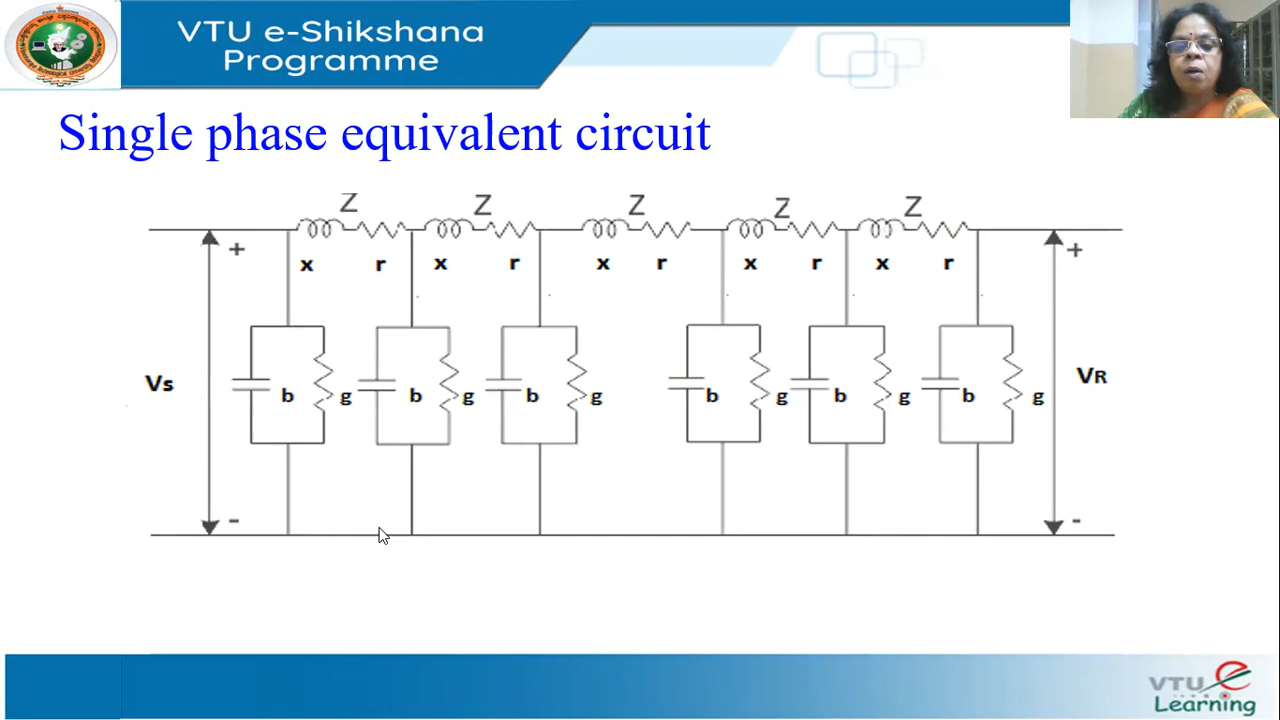 VTU e-Shikshana
Programme
Single phase equivalent circuit
Z Z Z Z Z
+ +
x r x r x r x r x r
Vs VR
b g b g b g b g b g b g
- -
VTU e
Learning